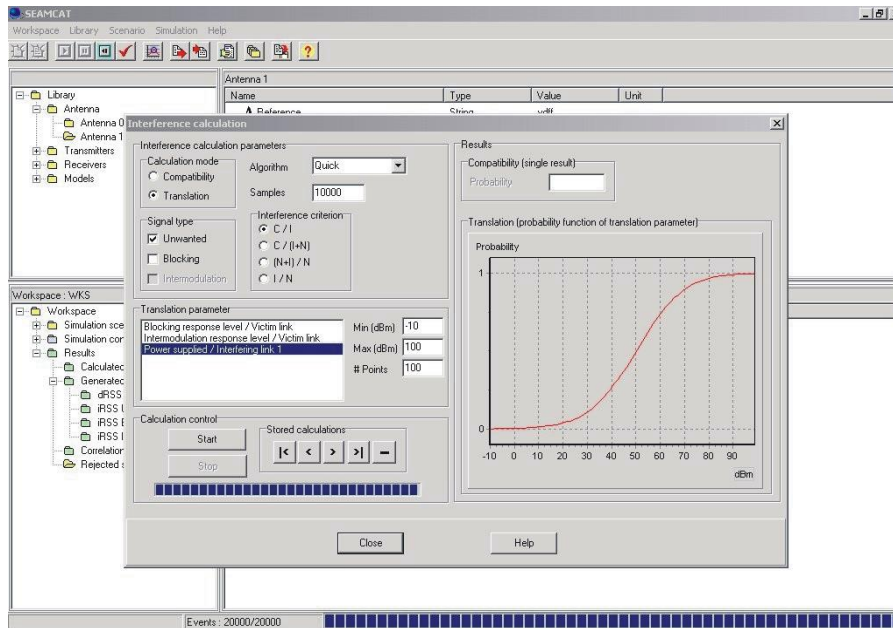 SEAMCAT
Workspace Library Scenario Simulation Help
Antenna 1
Name Type Value Unit
Reference String vdff
Library
Antenna
Antenna 0
Antenna 1
Transmitters
Receivers
Models
Interference calculation
Interference calculation parameters
Calculation mode
Compatibility
Translation
Algorithm Quick
Samples 10000
Signal type
Unwanted
Blocking
Intermodulation
Interference criterion
C / I
C / (I+N)
(N+I) / N
I / N
Translation parameter
Blocking response level / Victim link
Intermodulation response level / Victim link
Power supplied / Interfering link 1
Min (dBm) -10
Max (dBm) 100
# Points 100
Calculation control
Start
Stop
Stored calculations
|< < > >| –
Results
Compatibility (single result)
Probability
Translation (probability function of translation parameter)
Probability
1
0
-10 0 10 20 30 40 50 60 70 80 90
dBm
Close Help
Workspace : WKS
Workspace
Simulation sce
Simulation cor
Results
Calculated
Generated
dRSS
iRSS
iRSS
iRSS
Correlation
Rejected s
Events : 20000/20000